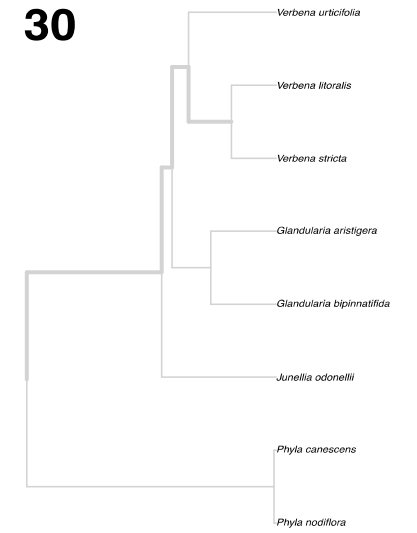 30
Verbena urticifolia
Verbena litoralis
Verbena stricta
Glandularia aristigera
Glandularia bipinnatifida
Junellia odonellii
Phyla canescens
Phyla nodiflora